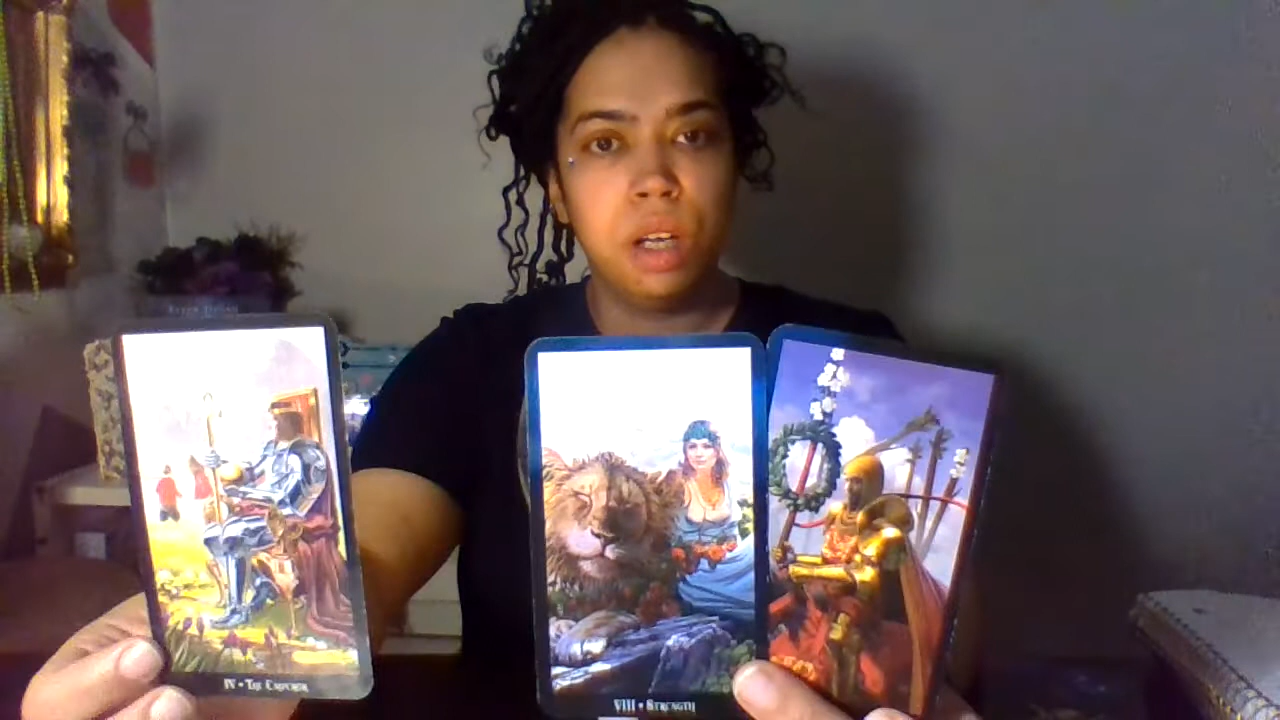 IV • The Emperor
VIII • Strength